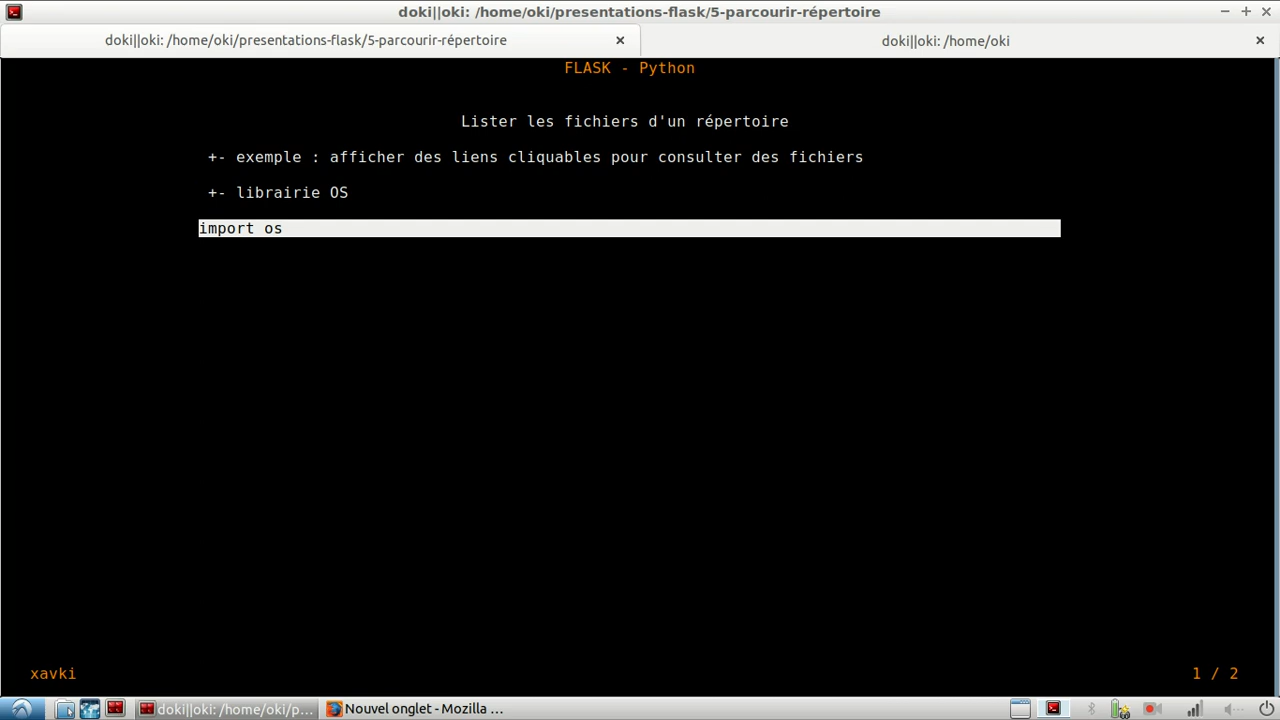 doki||oki: /home/oki/presentations-flask/5-parcourir-répertoire
doki||oki: /home/oki/presentations-flask/5-parcourir-répertoire
doki||oki: /home/oki
FLASK - Python
Lister les fichiers d'un répertoire
+- exemple : afficher des liens cliquables pour consulter des fichiers
+- librairie OS
import os
xavki
1 / 2
doki||oki: /home/oki/p...
Nouvel onglet - Mozilla ...